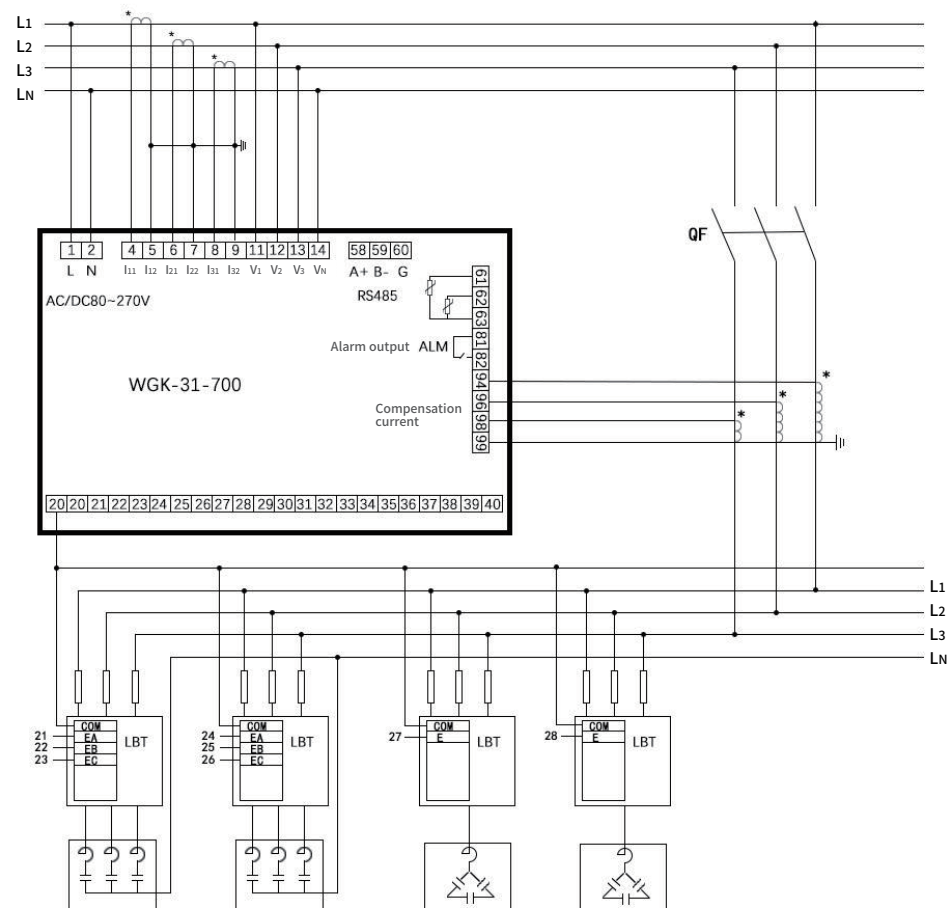 L1
L2
L3
LN
* * *
1 2 4 5 6 7 8 9 11 12 13 14 58 59 60
L N I11 I12 I21 I22 I31 I32 V1 V2 V3 VN A+ B- G
AC/DC80~270V
RS485
QF
61
62
63
Alarm output ALM
81
82
WGK-31-700
Compensation
current
94
96
98
99
* * *
20 20 21 22 23 24 25 26 27 28 29 30 31 32 33 34 35 36 37 38 39 40
L1
L2
L3
LN
COM
21 EA
22 EB
23 EC
LBT
COM
24 EA
25 EB
26 EC
LBT
COM
27 E
LBT
COM
28 E
LBT